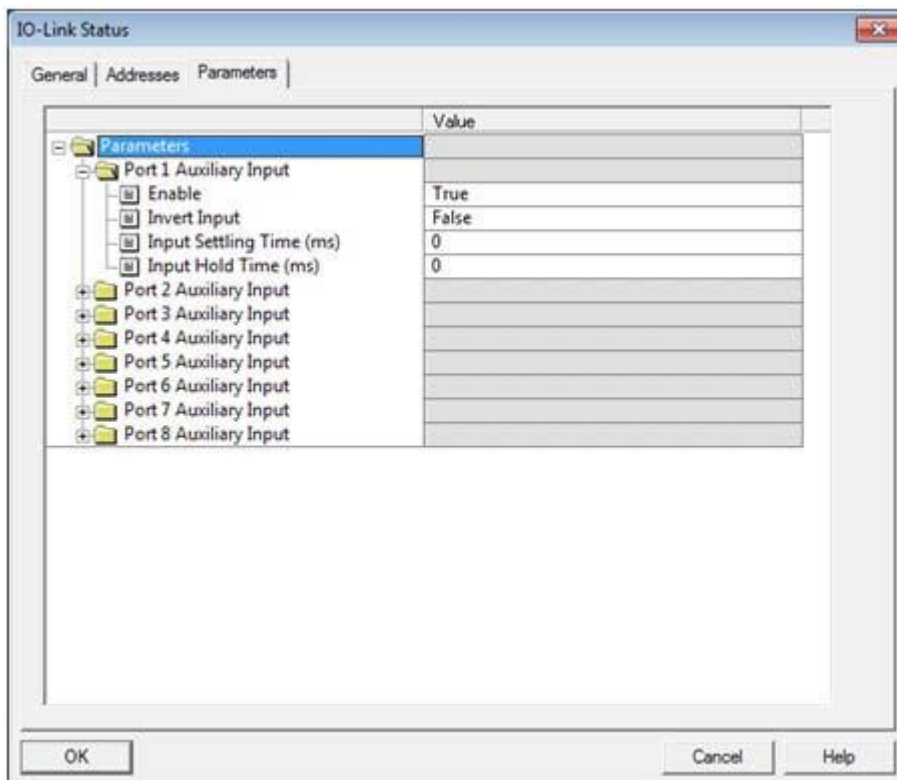 IO-Link Status
General Addresses Parameters
Value
Parameters
Port 1 Auxiliary Input
Enable True
Invert Input False
Input Settling Time (ms) 0
Input Hold Time (ms) 0
Port 2 Auxiliary Input
Port 3 Auxiliary Input
Port 4 Auxiliary Input
Port 5 Auxiliary Input
Port 6 Auxiliary Input
Port 7 Auxiliary Input
Port 8 Auxiliary Input
OK Cancel Help